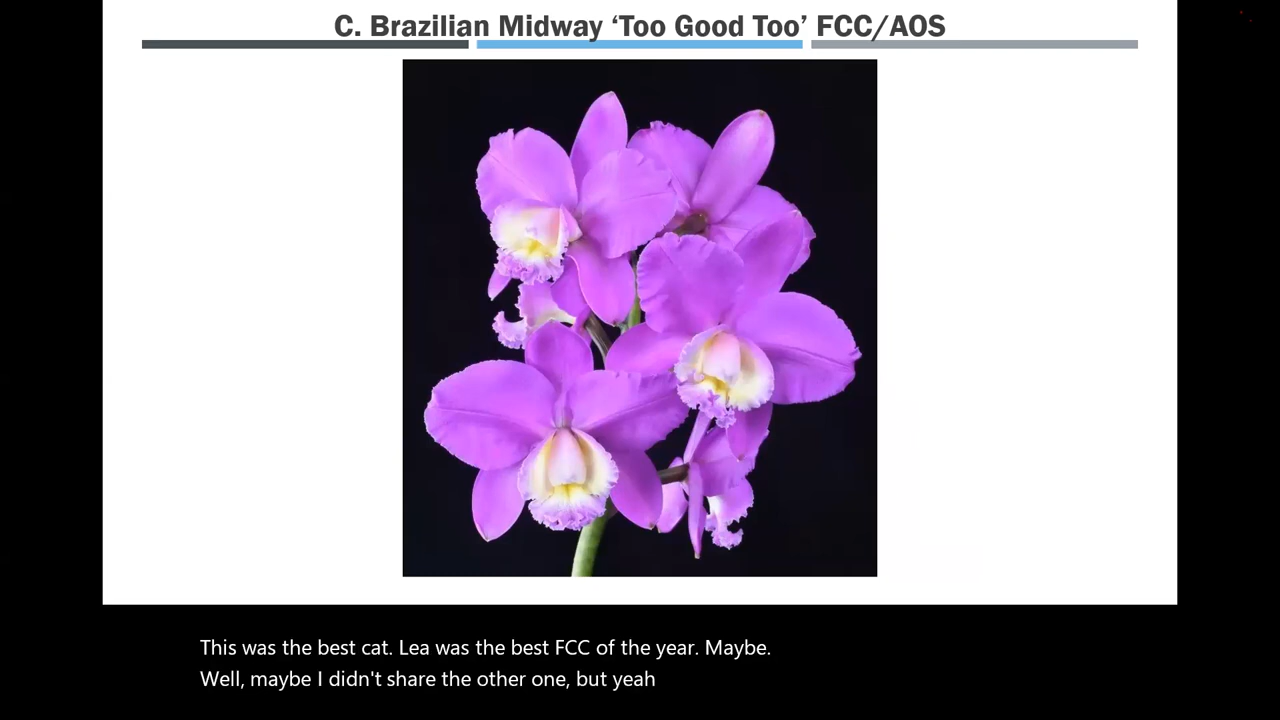 C. Brazilian Midway ‘Too Good Too’ FCC/AOS
This was the best cat. Lea was the best FCC of the year. Maybe.
Well, maybe I didn't share the other one, but yeah